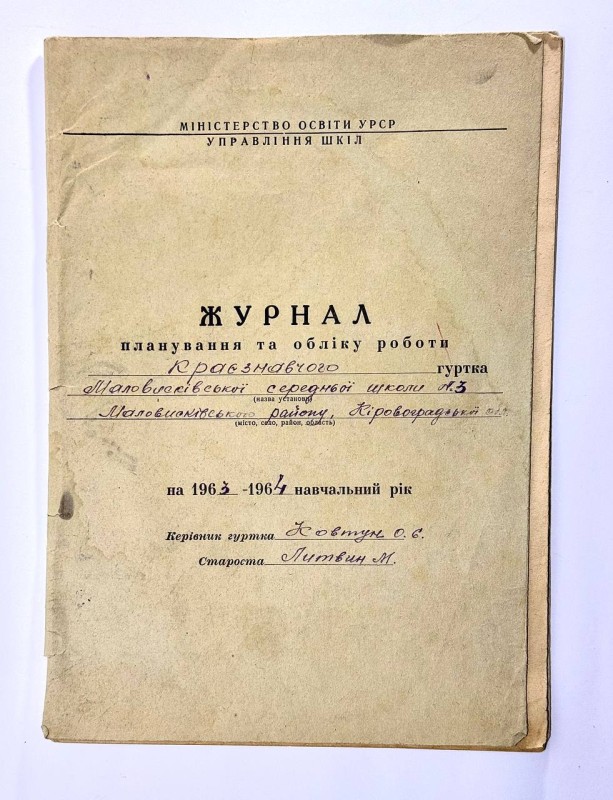 МІНІСТЕРСТВО ОСВІТИ УРСР
УПРАВЛІННЯ ШКІЛ
ЖУРНАЛ
планування та обліку роботи
Краєзнавчого гуртка
Маловисківської середньої школи №3
(назва установи)
Маловисківського району, Кіровоградської обл.
(місто, село, район, область)
на 1963 -1964 навчальний рік
Керівник гуртка Ковтун О. Є.
Староста Литвин М.